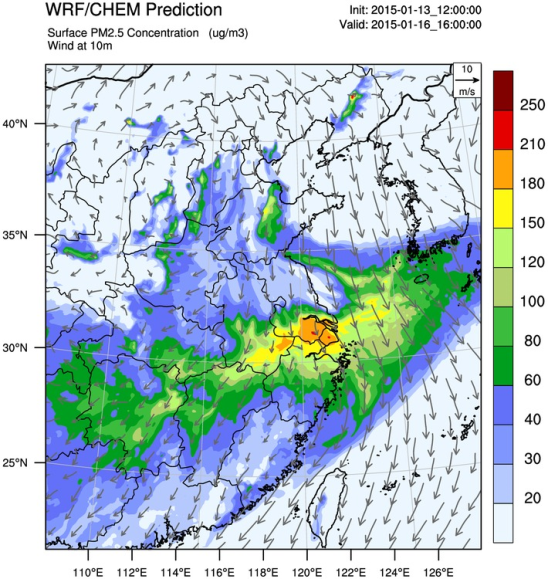 WRF/CHEM Prediction
Init: 2015-01-13_12:00:00
Valid: 2015-01-16_16:00:00
Surface PM2.5 Concentration (ug/m3)
Wind at 10m
10
m/s
40°N
35°N
30°N
25°N
110°E 112°E 114°E 116°E 118°E 120°E 122°E 124°E 126°E
250
210
180
150
120
100
80
60
40
30
20